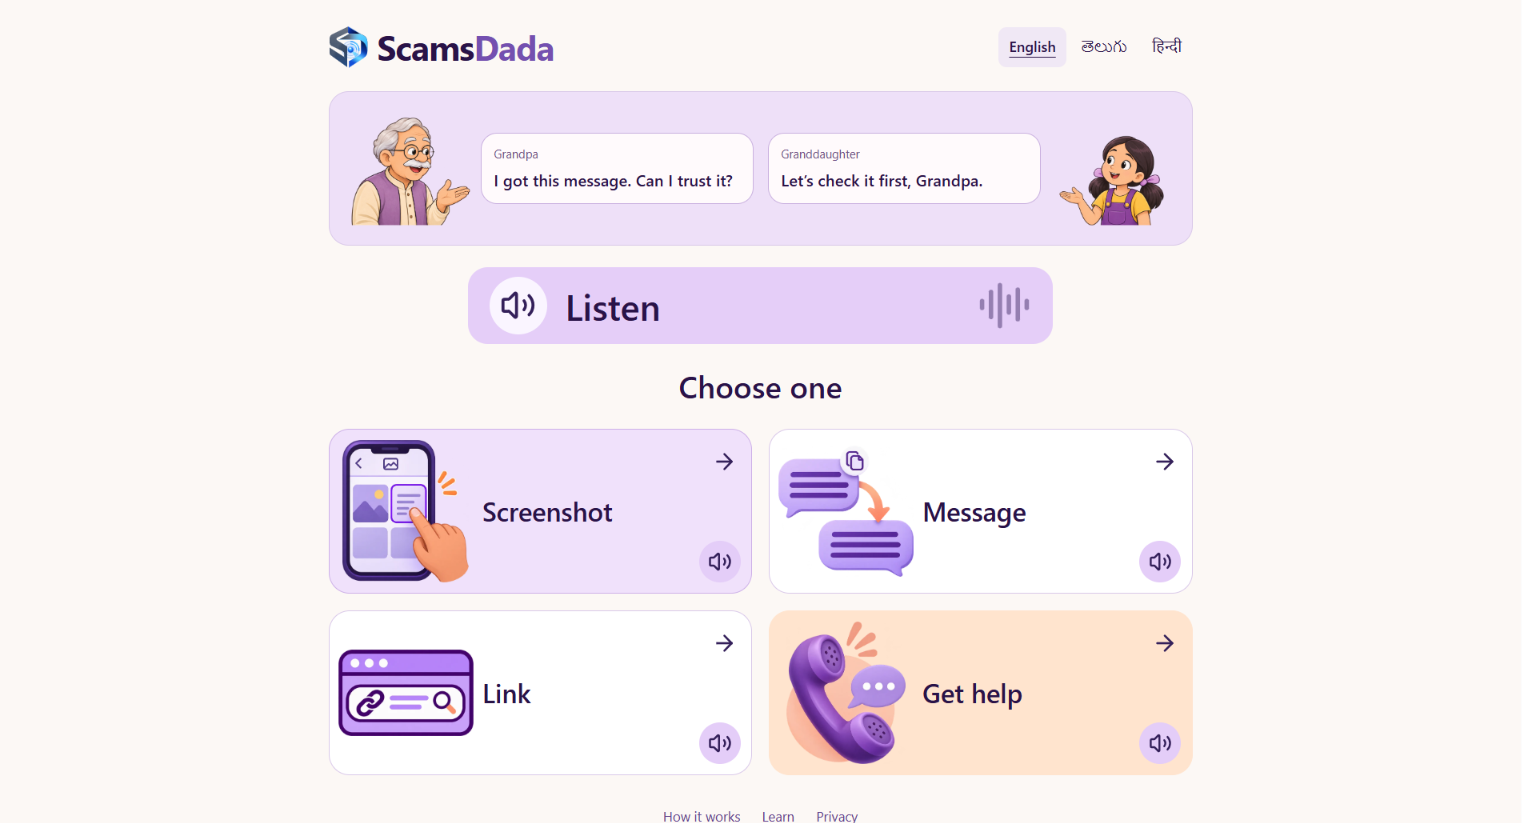 ScamsDada
English తెలుగు हिन्दी
Grandpa
I got this message. Can I trust it?
Granddaughter
Let’s check it first, Grandpa.
Listen
Choose one
Screenshot
Message
Link
Get help
How it works Learn Privacy